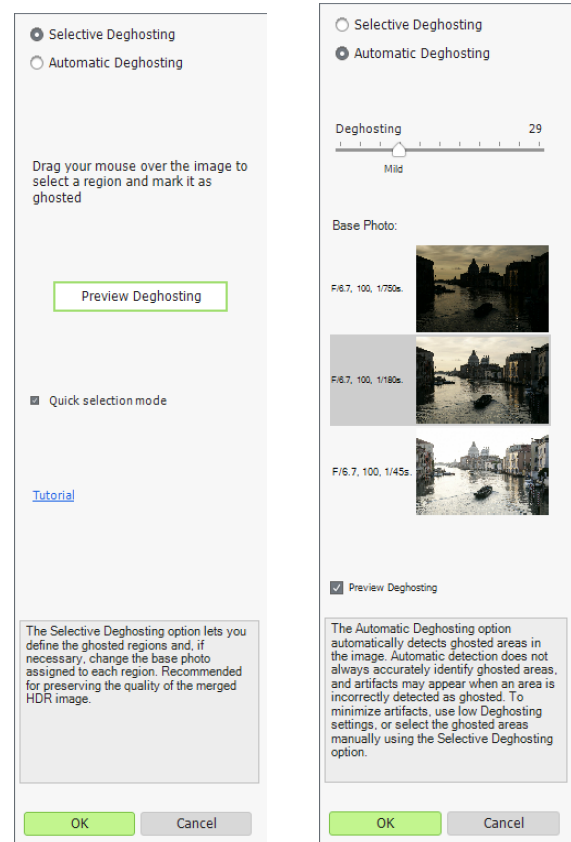 Selective Deghosting
Automatic Deghosting
Drag your mouse over the image to
select a region and mark it as
ghosted
Preview Deghosting
Quick selection mode
Tutorial
The Selective Deghosting option lets you
define the ghosted regions and, if
necessary, change the base photo
assigned to each region. Recommended
for preserving the quality of the merged
HDR image.
OK
Cancel
Selective Deghosting
Automatic Deghosting
Deghosting
29
Mild
Base Photo:
F/6.7, 100, 1/750s.
F/6.7, 100, 1/180s.
F/6.7, 100, 1/45s.
Preview Deghosting
The Automatic Deghosting option
automatically detects ghosted areas in
the image. Automatic detection does not
always accurately identify ghosted areas,
and artifacts may appear when an area is
incorrectly detected as ghosted. To
minimize artifacts, use low Deghosting
settings, or select the ghosted areas
manually using the Selective Deghosting
option.
OK
Cancel